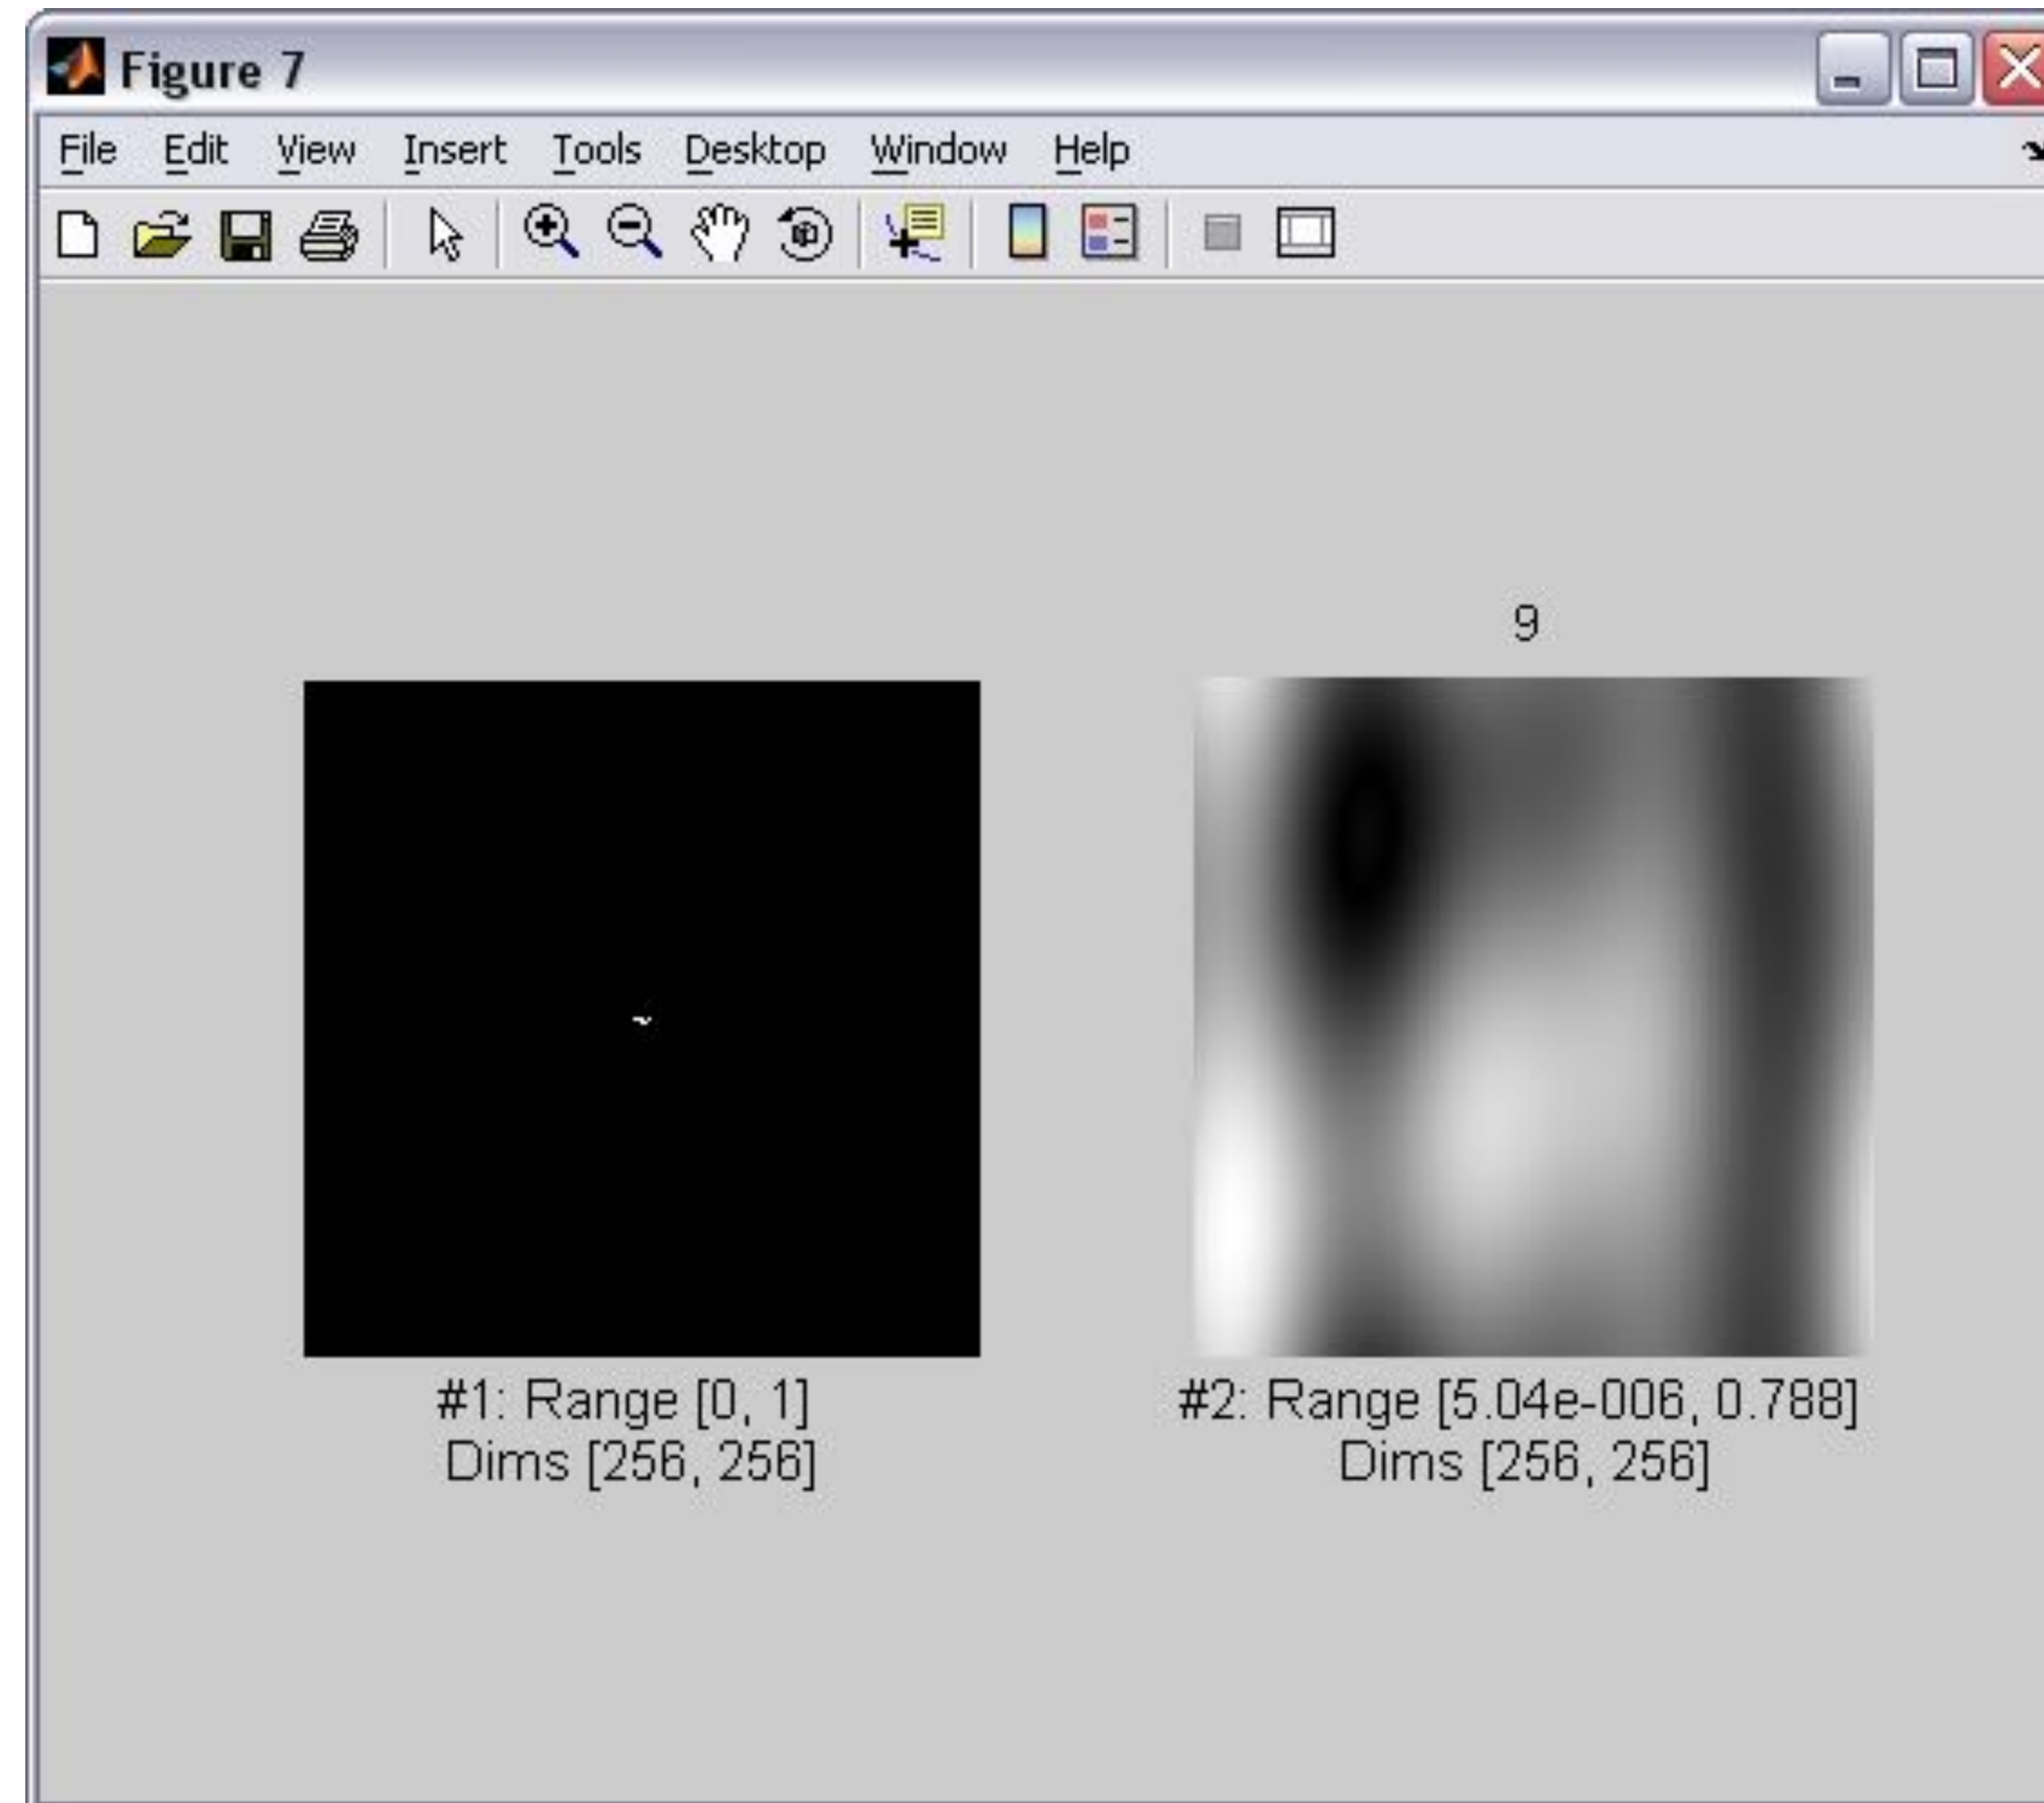 Figure 7
File Edit View Insert Tools Desktop Window Help
9
#1: Range [0, 1]
Dims [256, 256]
#2: Range [5.04e-006, 0.788]
Dims [256, 256]